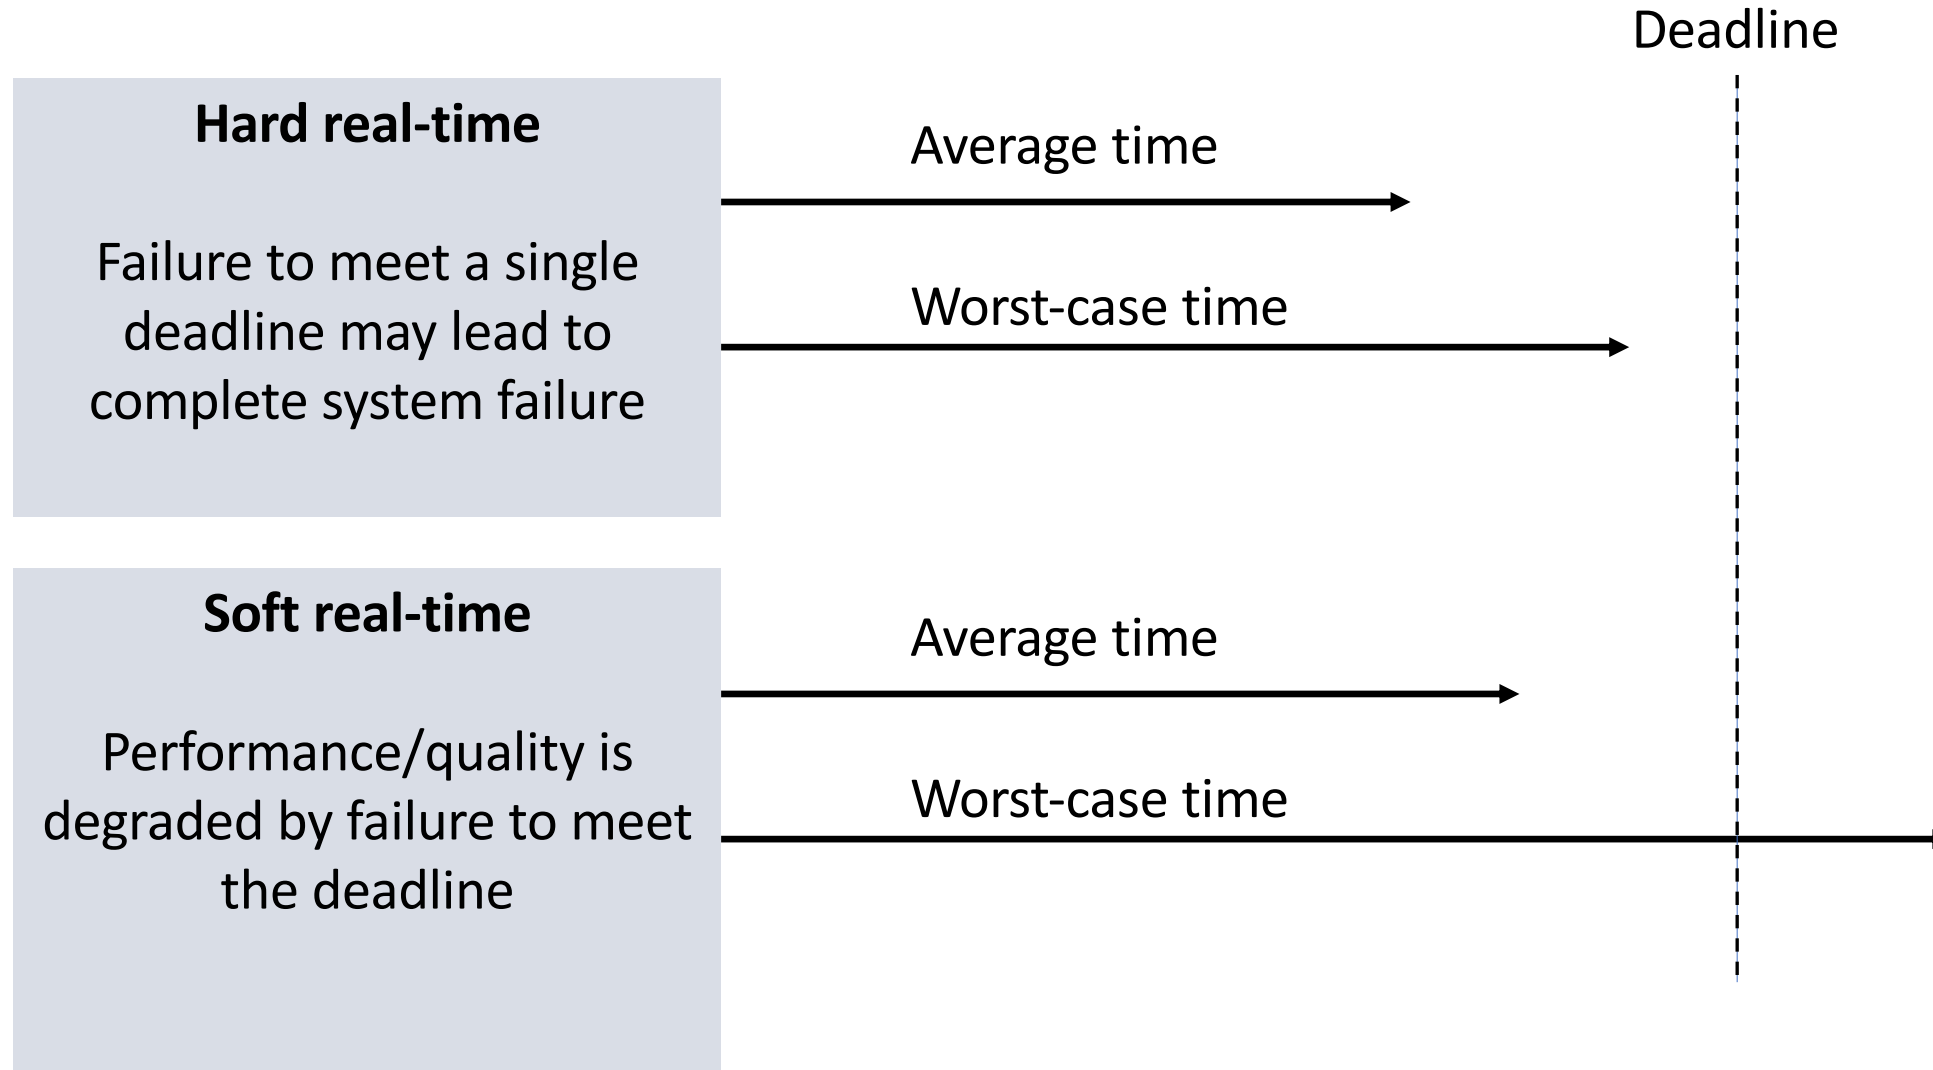 Deadline
Hard real-time
Failure to meet a single
deadline may lead to
complete system failure
Average time
Worst-case time
Soft real-time
Performance/quality is
degraded by failure to meet
the deadline
Average time
Worst-case time